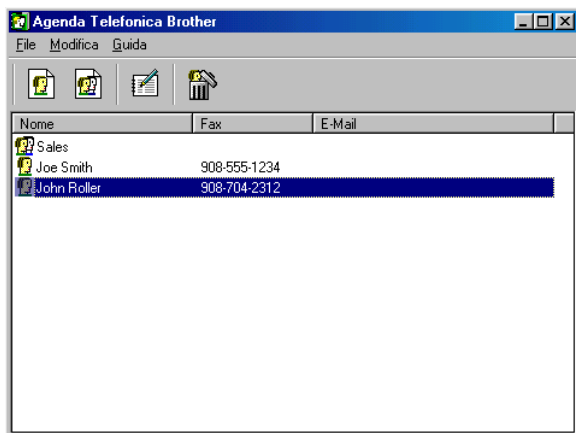 Agenda Telefonica Brother
File Modifica Guida
Nome Fax E-Mail
Sales
Joe Smith 908-555-1234
John Roller 908-704-2312